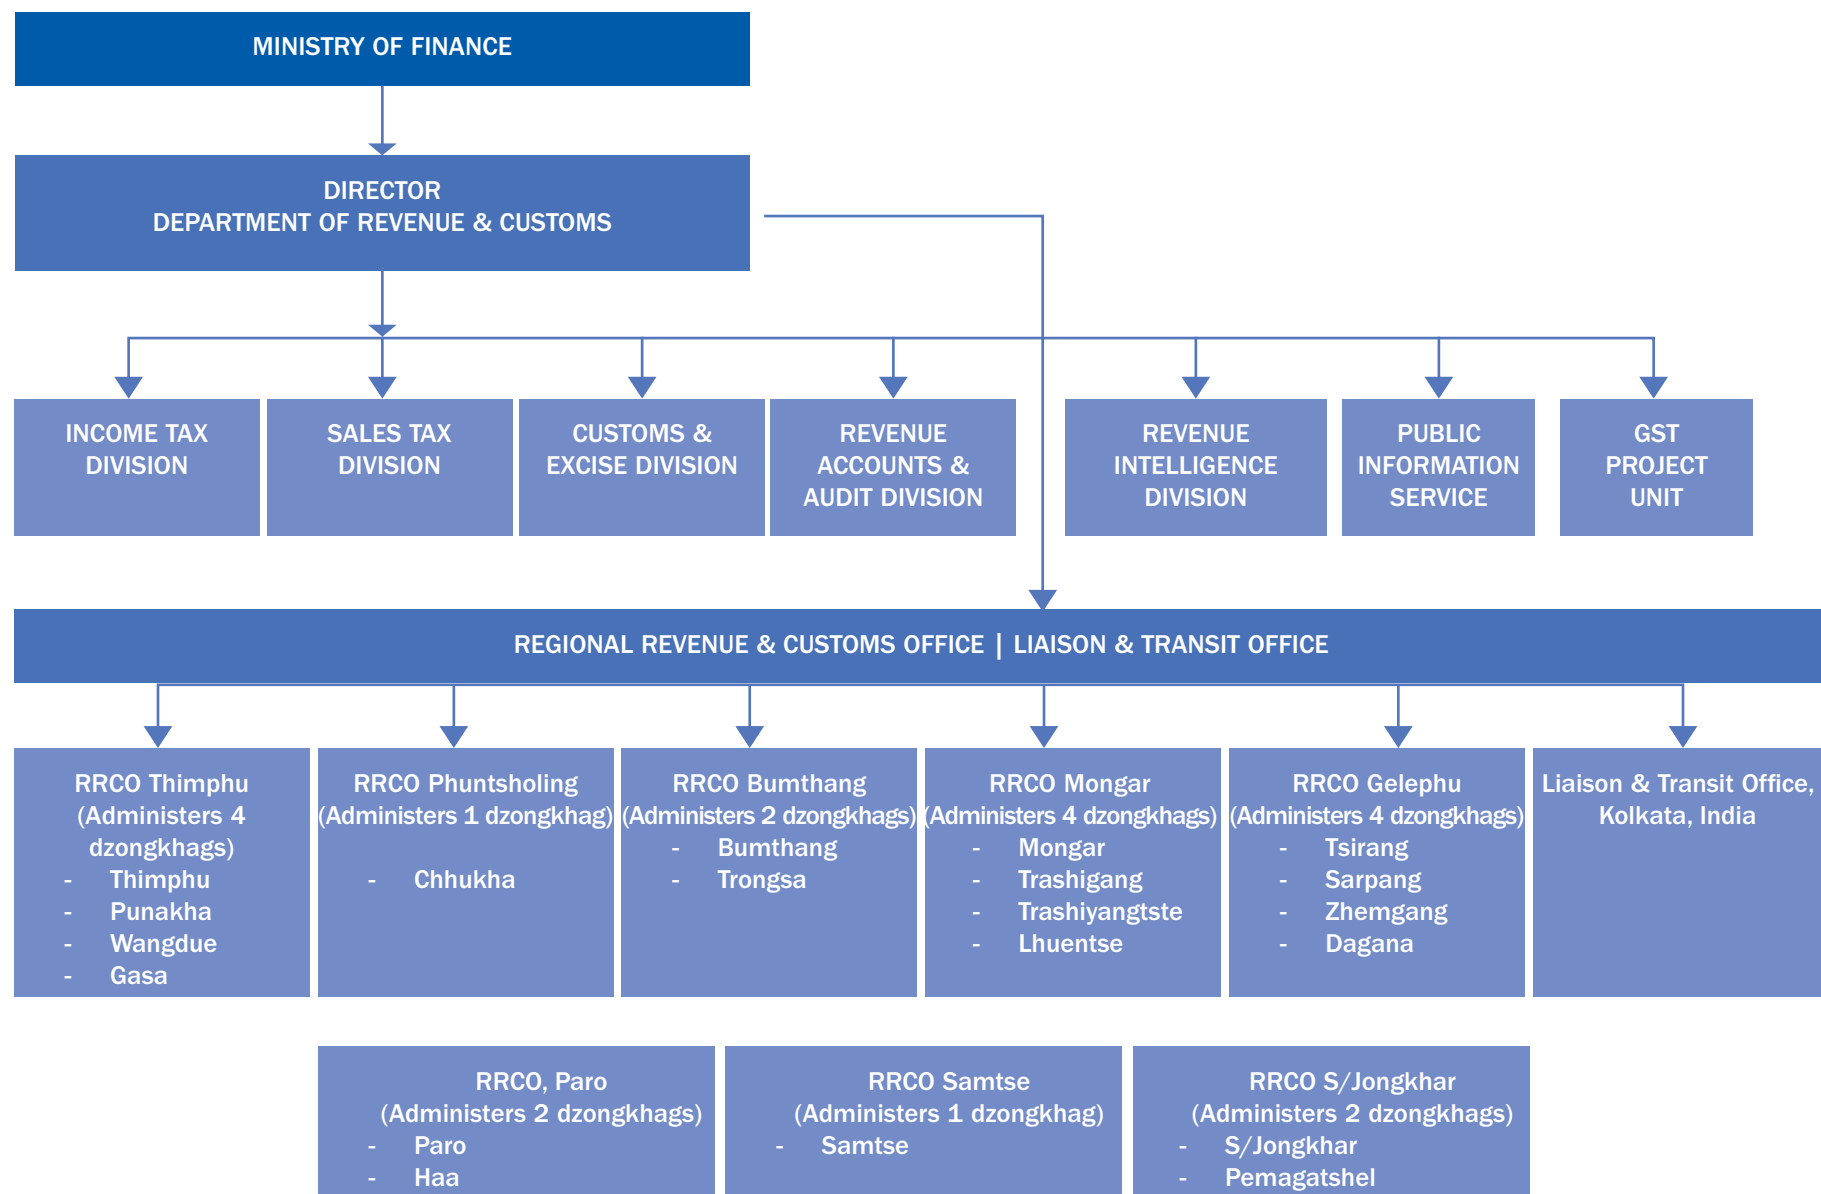 MINISTRY OF FINANCE
DIRECTOR
DEPARTMENT OF REVENUE & CUSTOMS
INCOME TAX
DIVISION
SALES TAX
DIVISION
CUSTOMS &
EXCISE DIVISION
REVENUE
ACCOUNTS &
AUDIT DIVISION
REVENUE
INTELLIGENCE
DIVISION
PUBLIC
INFORMATION
SERVICE
GST
PROJECT
UNIT
REGIONAL REVENUE & CUSTOMS OFFICE | LIAISON & TRANSIT OFFICE
RRCO Thimphu
(Administers 4
dzongkhags)
- Thimphu
- Punakha
- Wangdue
- Gasa
RRCO Phuntsholing
(Administers 1 dzongkhag)
- Chhukha
RRCO Bumthang
(Administers 2 dzongkhags)
- Bumthang
- Trongsa
RRCO Mongar
(Administers 4 dzongkhags)
- Mongar
- Trashigang
- Trashiyangtste
- Lhuentse
RRCO Gelephu
(Administers 4 dzongkhags)
- Tsirang
- Sarpang
- Zhemgang
- Dagana
Liaison & Transit Office,
Kolkata, India
RRCO, Paro
(Administers 2 dzongkhags)
- Paro
- Haa
RRCO Samtse
(Administers 1 dzongkhag)
- Samtse
RRCO S/Jongkhar
(Administers 2 dzongkhags)
- S/Jongkhar
- Pemagatshel